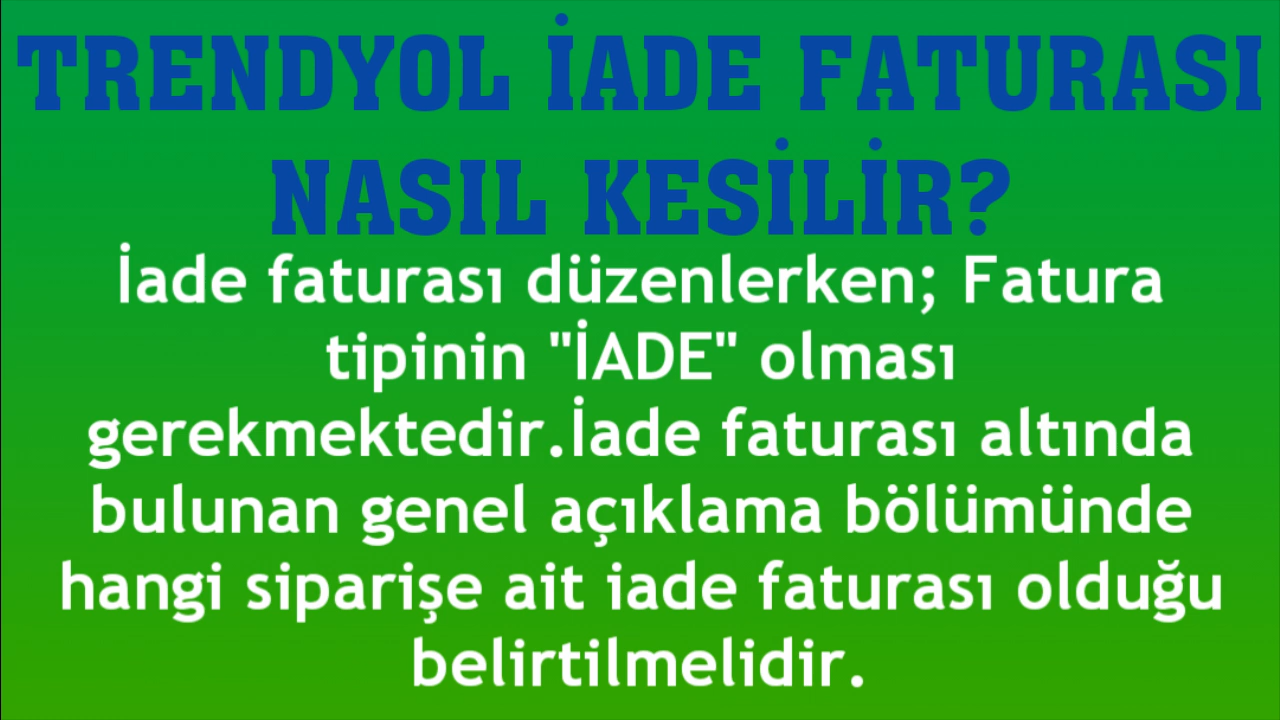 TRENDYOL İADE FATURASI
NASIL KESİLİR?
İade faturası düzenlerken; Fatura
tipinin "İADE" olması
gerekmektedir.İade faturası altında
bulunan genel açıklama bölümünde
hangi siparişe ait iade faturası olduğu
belirtilmelidir.